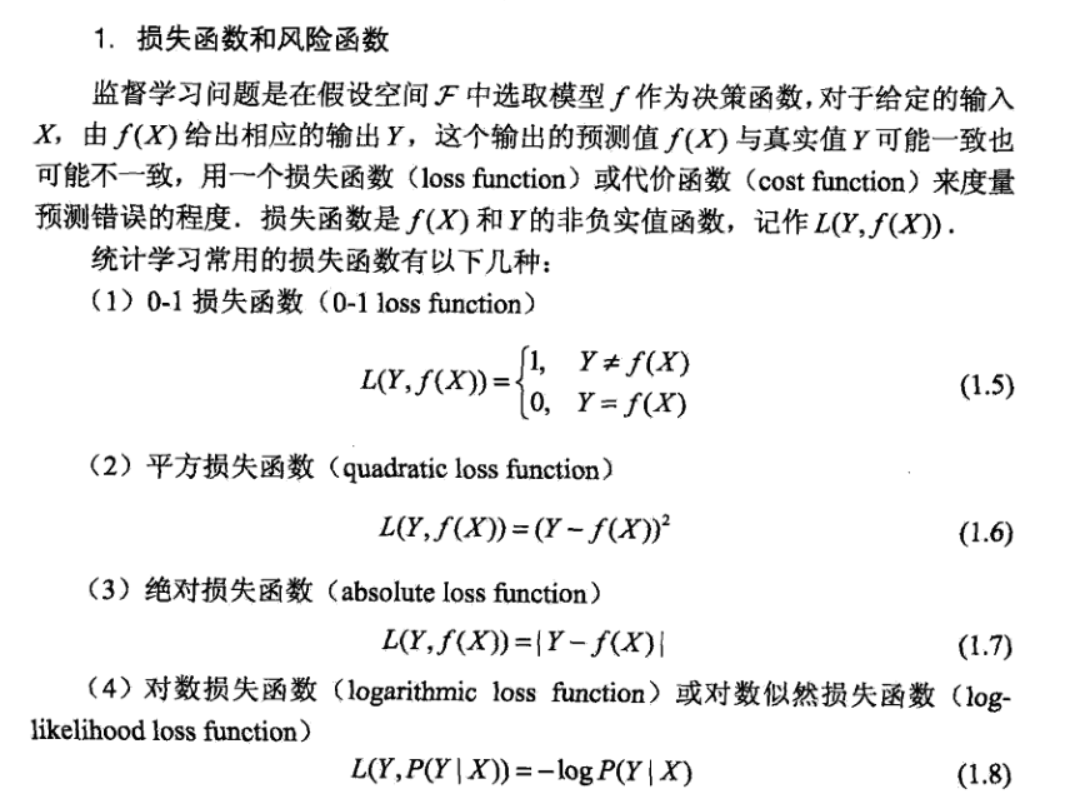 1. 损失函数和风险函数
监督学习问题是在假设空间 𝓕 中选取模型 f 作为决策函数,对于给定的输入
X，由 f(X) 给出相应的输出 Y，这个输出的预测值 f(X) 与真实值 Y 可能一致也
可能不一致，用一个损失函数（loss function）或代价函数（cost function）来度量
预测错误的程度．损失函数是 f(X) 和 Y 的非负实值函数，记作 L(Y, f(X))．
统计学习常用的损失函数有以下几种：
（1）0-1 损失函数（0-1 loss function）
L(Y, f(X)) = { 1, Y ≠ f(X)
0, Y = f(X) (1.5)
（2）平方损失函数（quadratic loss function）
L(Y, f(X)) = (Y − f(X))² (1.6)
（3）绝对损失函数（absolute loss function）
L(Y, f(X)) = |Y − f(X)| (1.7)
（4）对数损失函数（logarithmic loss function）或对数似然损失函数（log-
likelihood loss function）
L(Y, P(Y | X)) = −log P(Y | X) (1.8)